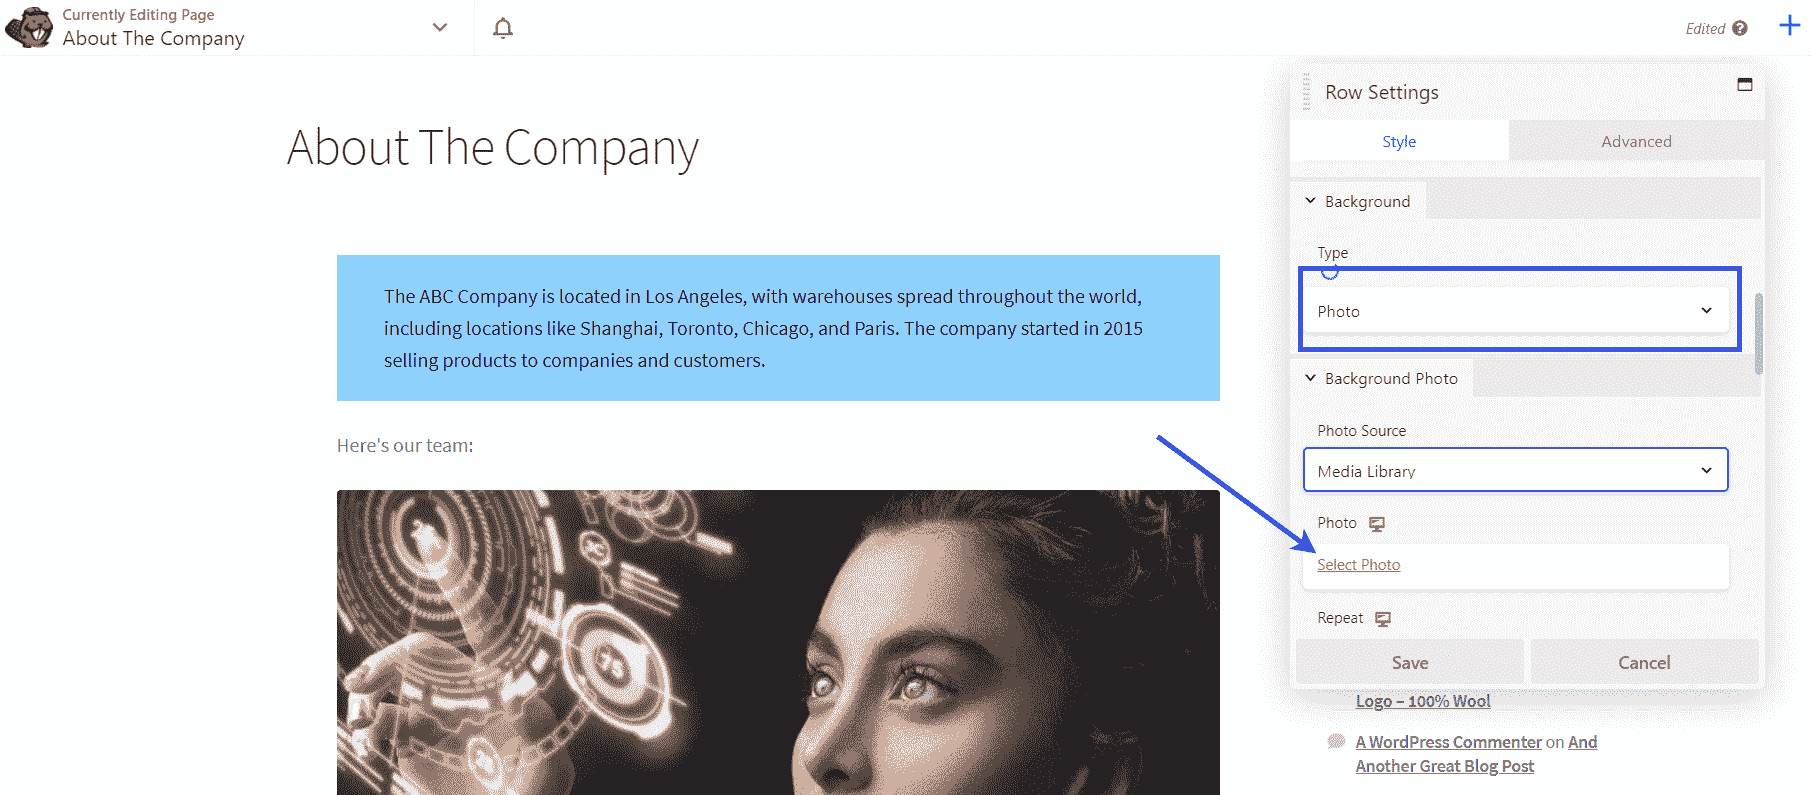 Currently Editing Page
About The Company
Edited
About The Company
The ABC Company is located in Los Angeles, with warehouses spread throughout the world,
including locations like Shanghai, Toronto, Chicago, and Paris. The company started in 2015
selling products to companies and customers.
Here's our team:
75
Row Settings
Style
Advanced
Background
Type
Photo
Background Photo
Photo Source
Media Library
Photo
Select Photo
Repeat
Save
Cancel
Logo – 100% Wool
A WordPress Commenter on And
Another Great Blog Post